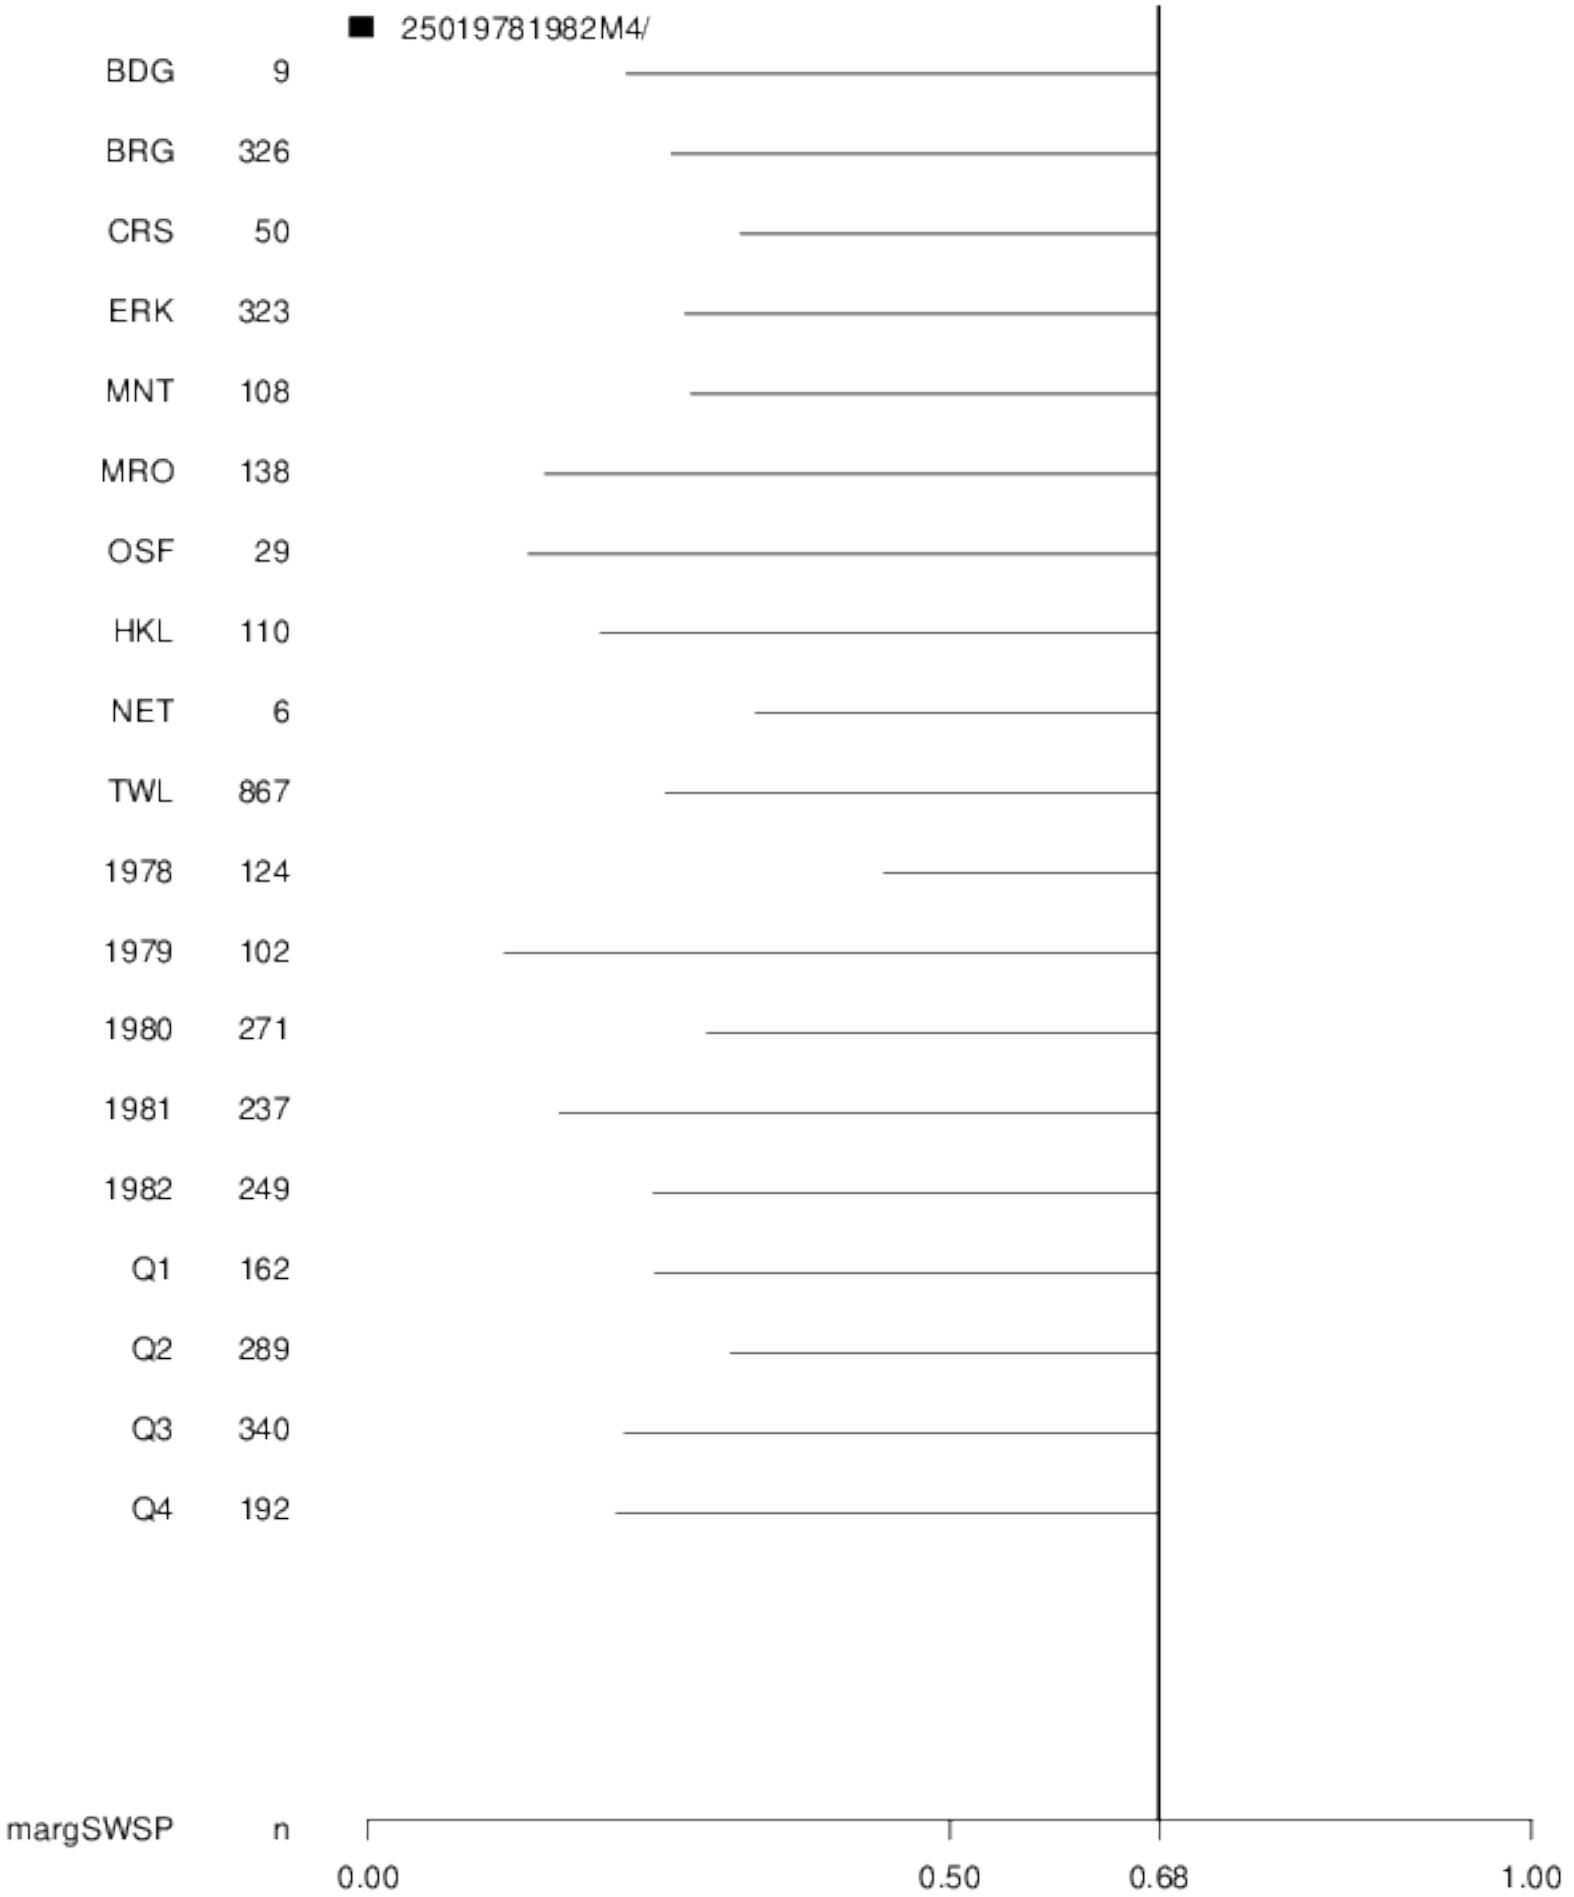 25019781982M4/
BDG 9
BRG 326
CRS 50
ERK 323
MNT 108
MRO 138
OSF 29
HKL 110
NET 6
TWL 867
1978 124
1979 102
1980 271
1981 237
1982 249
Q1 162
Q2 289
Q3 340
Q4 192
margSWSP n
0.00 0.50 0.68 1.00